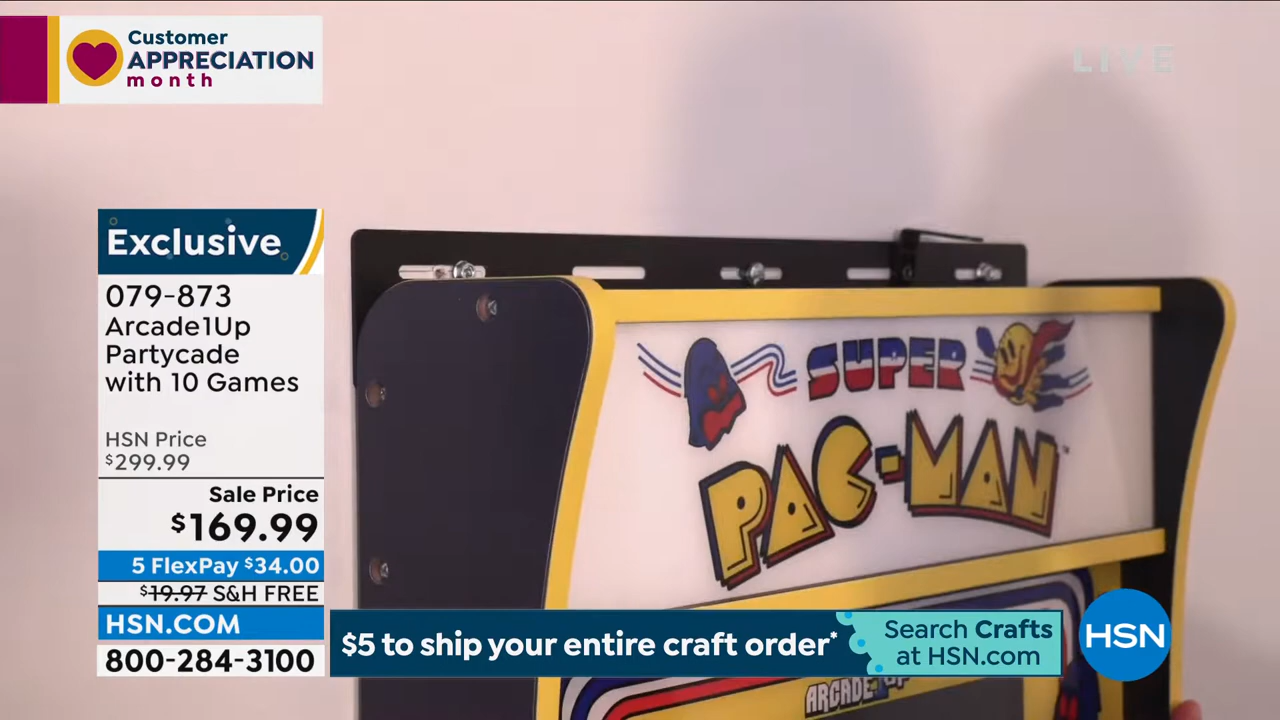 Customer
APPRECIATION
month
LIVE
Exclusive
079-873
Arcade1Up
Partycade
with 10 Games
HSN Price
$299.99
Sale Price
$169.99
5 FlexPay $34.00
$19.97 S&H FREE
HSN.COM
800-284-3100
SUPER
PAC-MAN™
$5 to ship your entire craft order*
Search Crafts
at HSN.com
HSN
ARCADE1UP